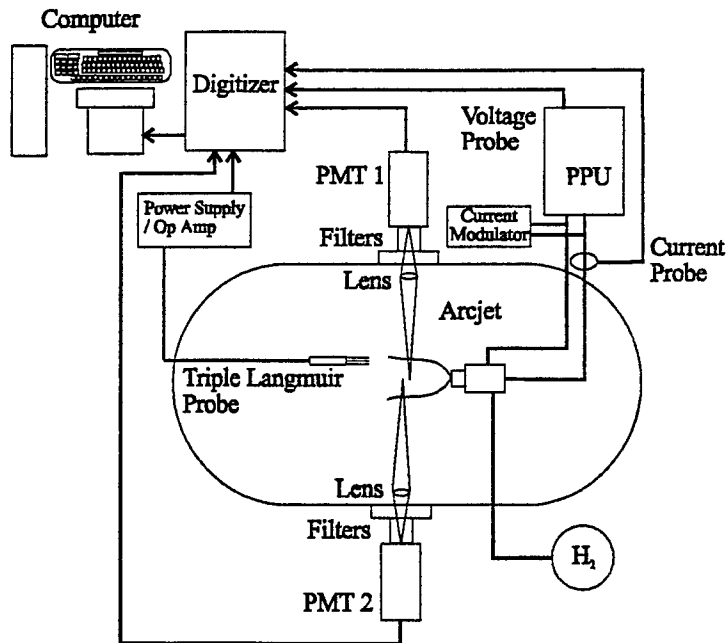 Computer
Digitizer
Voltage
Probe
PPU
PMT 1
Power Supply
/ Op Amp
Current
Modulator
Filters
Current
Probe
Lens
Arcjet
Triple Langmuir
Probe
Lens
Filters
H₂
PMT 2